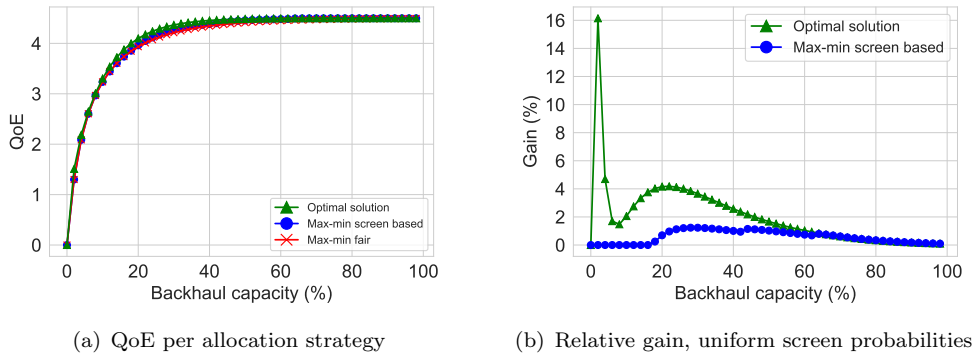 4
3
2
1
0
QoE
0
20
40
60
80
100
Backhaul capacity (%)
Optimal solution
Max-min screen based
Max-min fair
(a) QoE per allocation strategy
16
14
12
10
8
6
4
2
0
Gain (%)
0
20
40
60
80
100
Backhaul capacity (%)
Optimal solution
Max-min screen based
(b) Relative gain, uniform screen probabilities